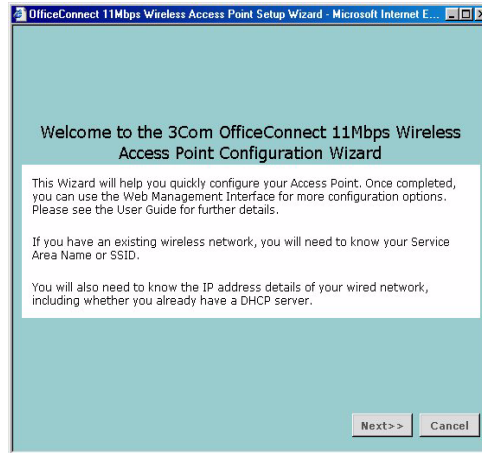 OfficeConnect 11Mbps Wireless Access Point Setup Wizard - Microsoft Internet E...
Welcome to the 3Com OfficeConnect 11Mbps Wireless
Access Point Configuration Wizard
This Wizard will help you quickly configure your Access Point. Once completed,
you can use the Web Management Interface for more configuration options.
Please see the User Guide for further details.
If you have an existing wireless network, you will need to know your Service
Area Name or SSID.
You will also need to know the IP address details of your wired network,
including whether you already have a DHCP server.
Next>> Cancel